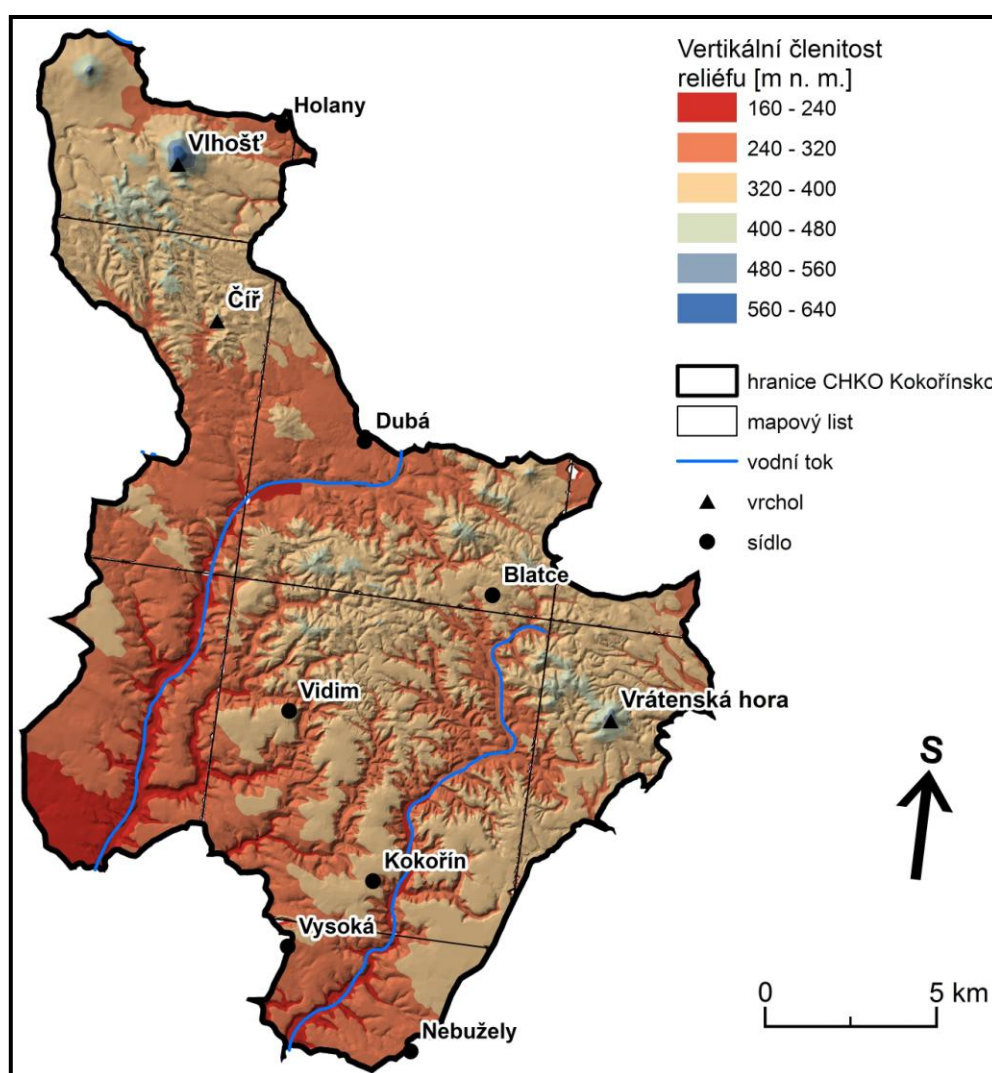 Vertikální členitost
reliéfu [m n. m.]
160 - 240
240 - 320
320 - 400
400 - 480
480 - 560
560 - 640
hranice CHKO Kokořínsko
mapový list
vodní tok
vrchol
sídlo
Holany
Vlhošť
Číř
Dubá
Blatce
Vidim
Vrátenská hora
Kokořín
Vysoká
Nebužely
S
0 5 km